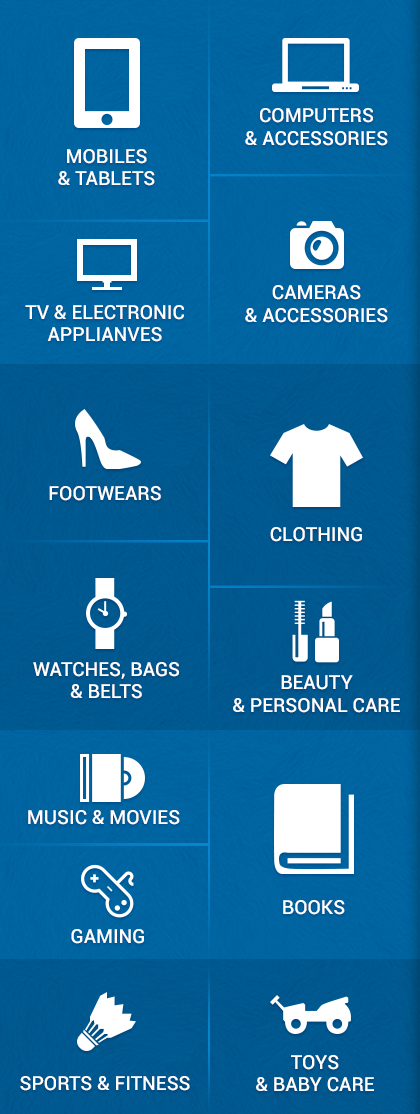 MOBILES
& TABLETS
COMPUTERS
& ACCESSORIES
TV & ELECTRONIC
APPLIANVES
CAMERAS
& ACCESSORIES
FOOTWEARS
CLOTHING
WATCHES, BAGS
& BELTS
BEAUTY
& PERSONAL CARE
MUSIC & MOVIES
GAMING
BOOKS
SPORTS & FITNESS
TOYS
& BABY CARE